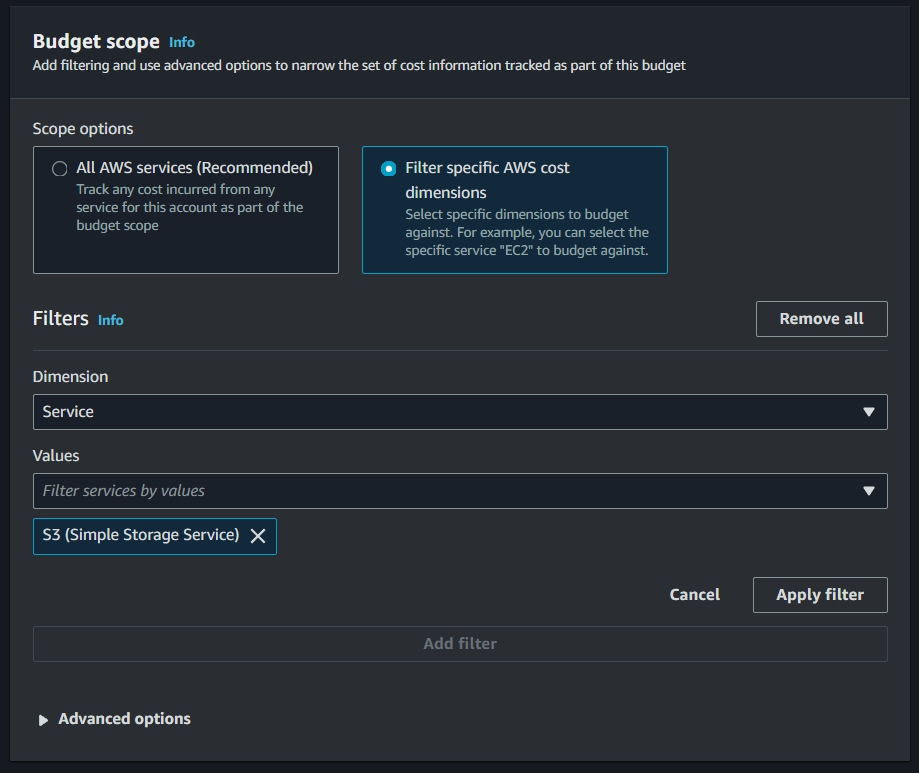 Budget scope Info
Add filtering and use advanced options to narrow the set of cost information tracked as part of this budget
Scope options
All AWS services (Recommended)
Track any cost incurred from any
service for this account as part of the
budget scope
Filter specific AWS cost
dimensions
Select specific dimensions to budget
against. For example, you can select the
specific service "EC2" to budget against.
Filters Info
Remove all
Dimension
Service
Values
Filter services by values
S3 (Simple Storage Service)
Cancel
Apply filter
Add filter
Advanced options